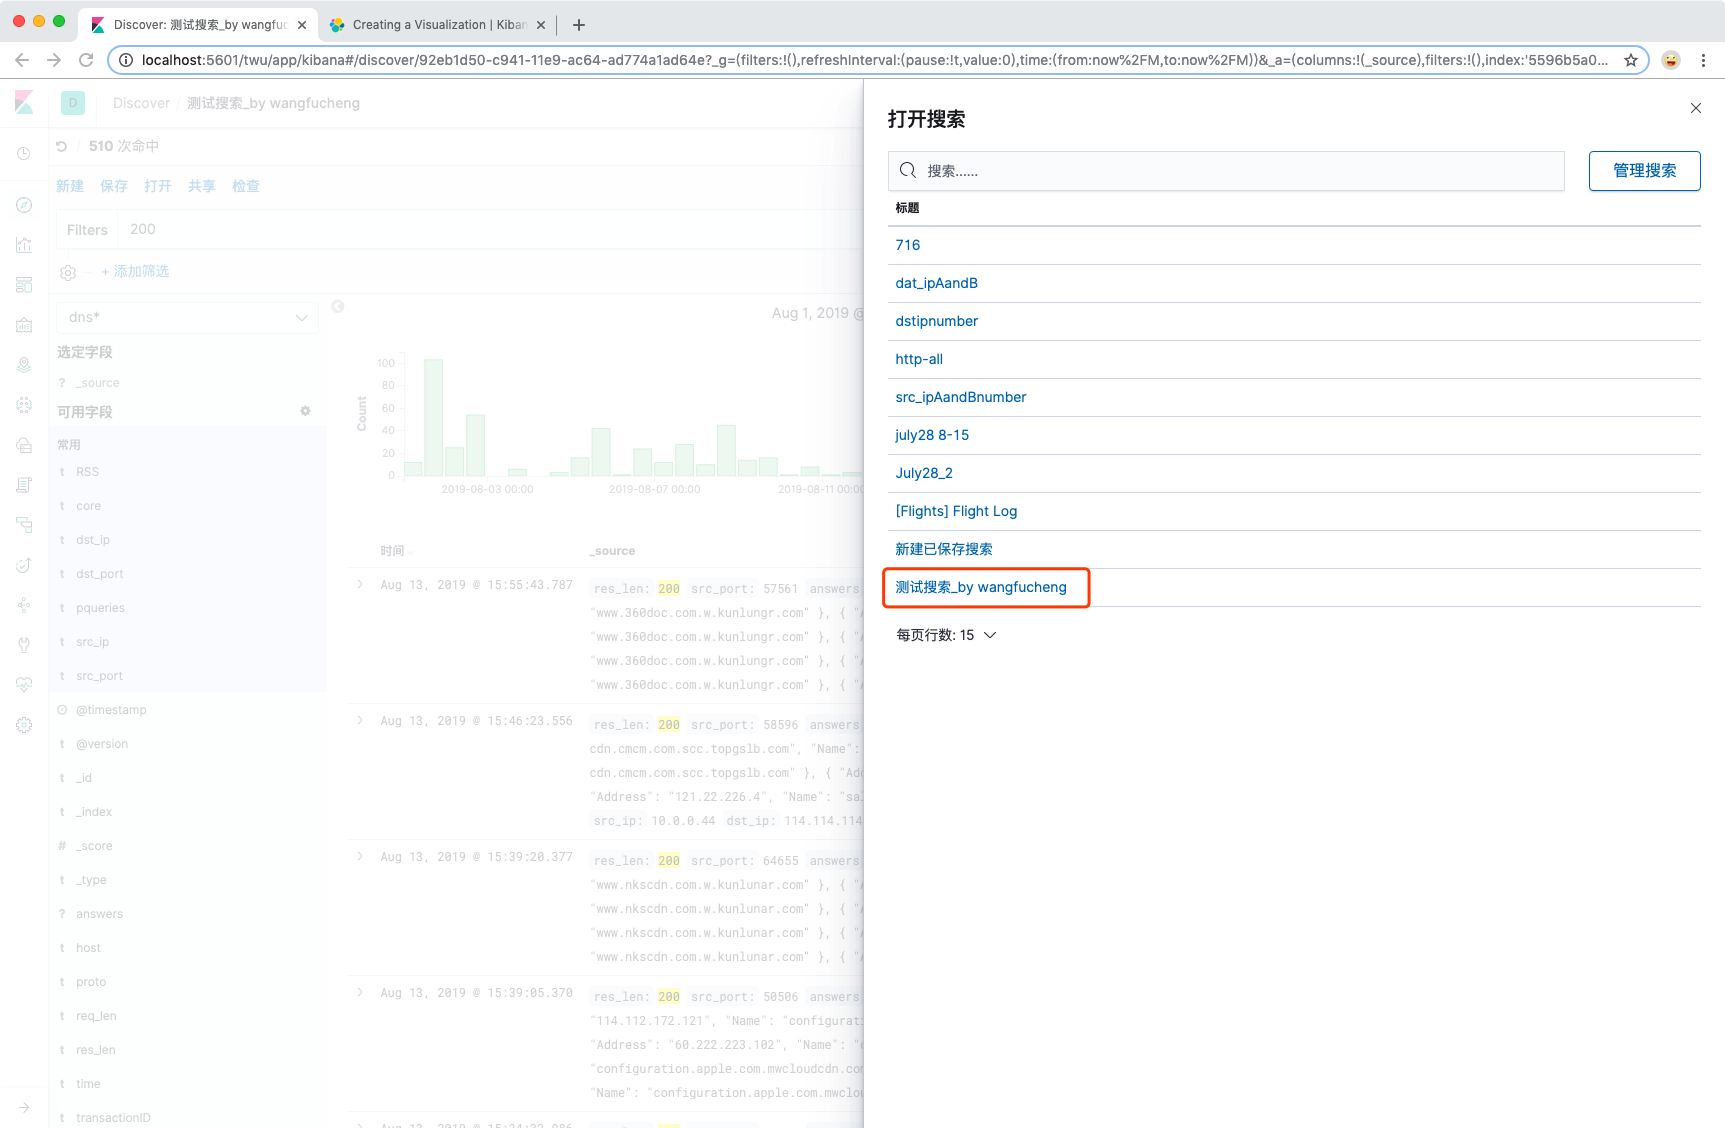 Discover: 测试搜索_by wangfuc
Creating a Visualization | Kiban
localhost:5601/twu/app/kibana#/discover/92eb1d50-c941-11e9-ac64-ad774a1ad64e?_g=(filters:!(),refreshInterval:(pause:!t,value:0),time:(from:now%2FM,to:now%2FM))&_a=(columns:!(_source),filters:!(),index:'5596b5a0...
D Discover / 测试搜索_by wangfucheng
/ 510 次命中
新建 保存 打开 共享 检查
Filters 200
+ 添加筛选
dns*
选定字段
? _source
可用字段
常用
t RSS
t core
t dst_ip
t dst_port
t pqueries
t src_ip
t src_port
@timestamp
t @version
t _id
t _index
# _score
t _type
? answers
t host
t proto
t req_len
t res_len
t time
t transactionID
Aug 1, 2019 @
Count
100
80
60
40
20
0
2019-08-03 00:00 2019-08-07 00:00 2019-08-11 00:00
时间 _source
Aug 13, 2019 @ 15:55:43.787 res_len: 200 src_port: 57561 answers
"www.360doc.com.w.kunlungr.com" }, { "A
"www.360doc.com.w.kunlungr.com" }, { "A
"www.360doc.com.w.kunlungr.com" }, { "A
"www.360doc.com.w.kunlungr.com" }, { "A
Aug 13, 2019 @ 15:46:23.556 res_len: 200 src_port: 58596 answers
cdn.cmcm.com.scc.topgslb.com", "Name":
cdn.cmcm.com.scc.topgslb.com" }, { "Add
"Address": "121.22.226.4", "Name": "sal
src_ip: 10.0.0.44 dst_ip: 114.114.114
Aug 13, 2019 @ 15:39:20.377 res_len: 200 src_port: 64655 answers
"www.nkscdn.com.w.kunlunar.com" }, { "A
"www.nkscdn.com.w.kunlunar.com" }, { "A
"www.nkscdn.com.w.kunlunar.com" }, { "A
"www.nkscdn.com.w.kunlunar.com" }, { "A
Aug 13, 2019 @ 15:39:05.370 res_len: 200 src_port: 50506 answers
"114.112.172.121", "Name": "configurati
"Address": "60.222.223.102", "Name": "c
"configuration.apple.com.mwcloudcdn.com
"Name": "configuration.apple.com.mwclou
打开搜索
搜索......
管理搜索
标题
716
dat_ipAandB
dstipnumber
http-all
src_ipAandBnumber
july28 8-15
July28_2
[Flights] Flight Log
新建已保存搜索
测试搜索_by wangfucheng
每页行数: 15